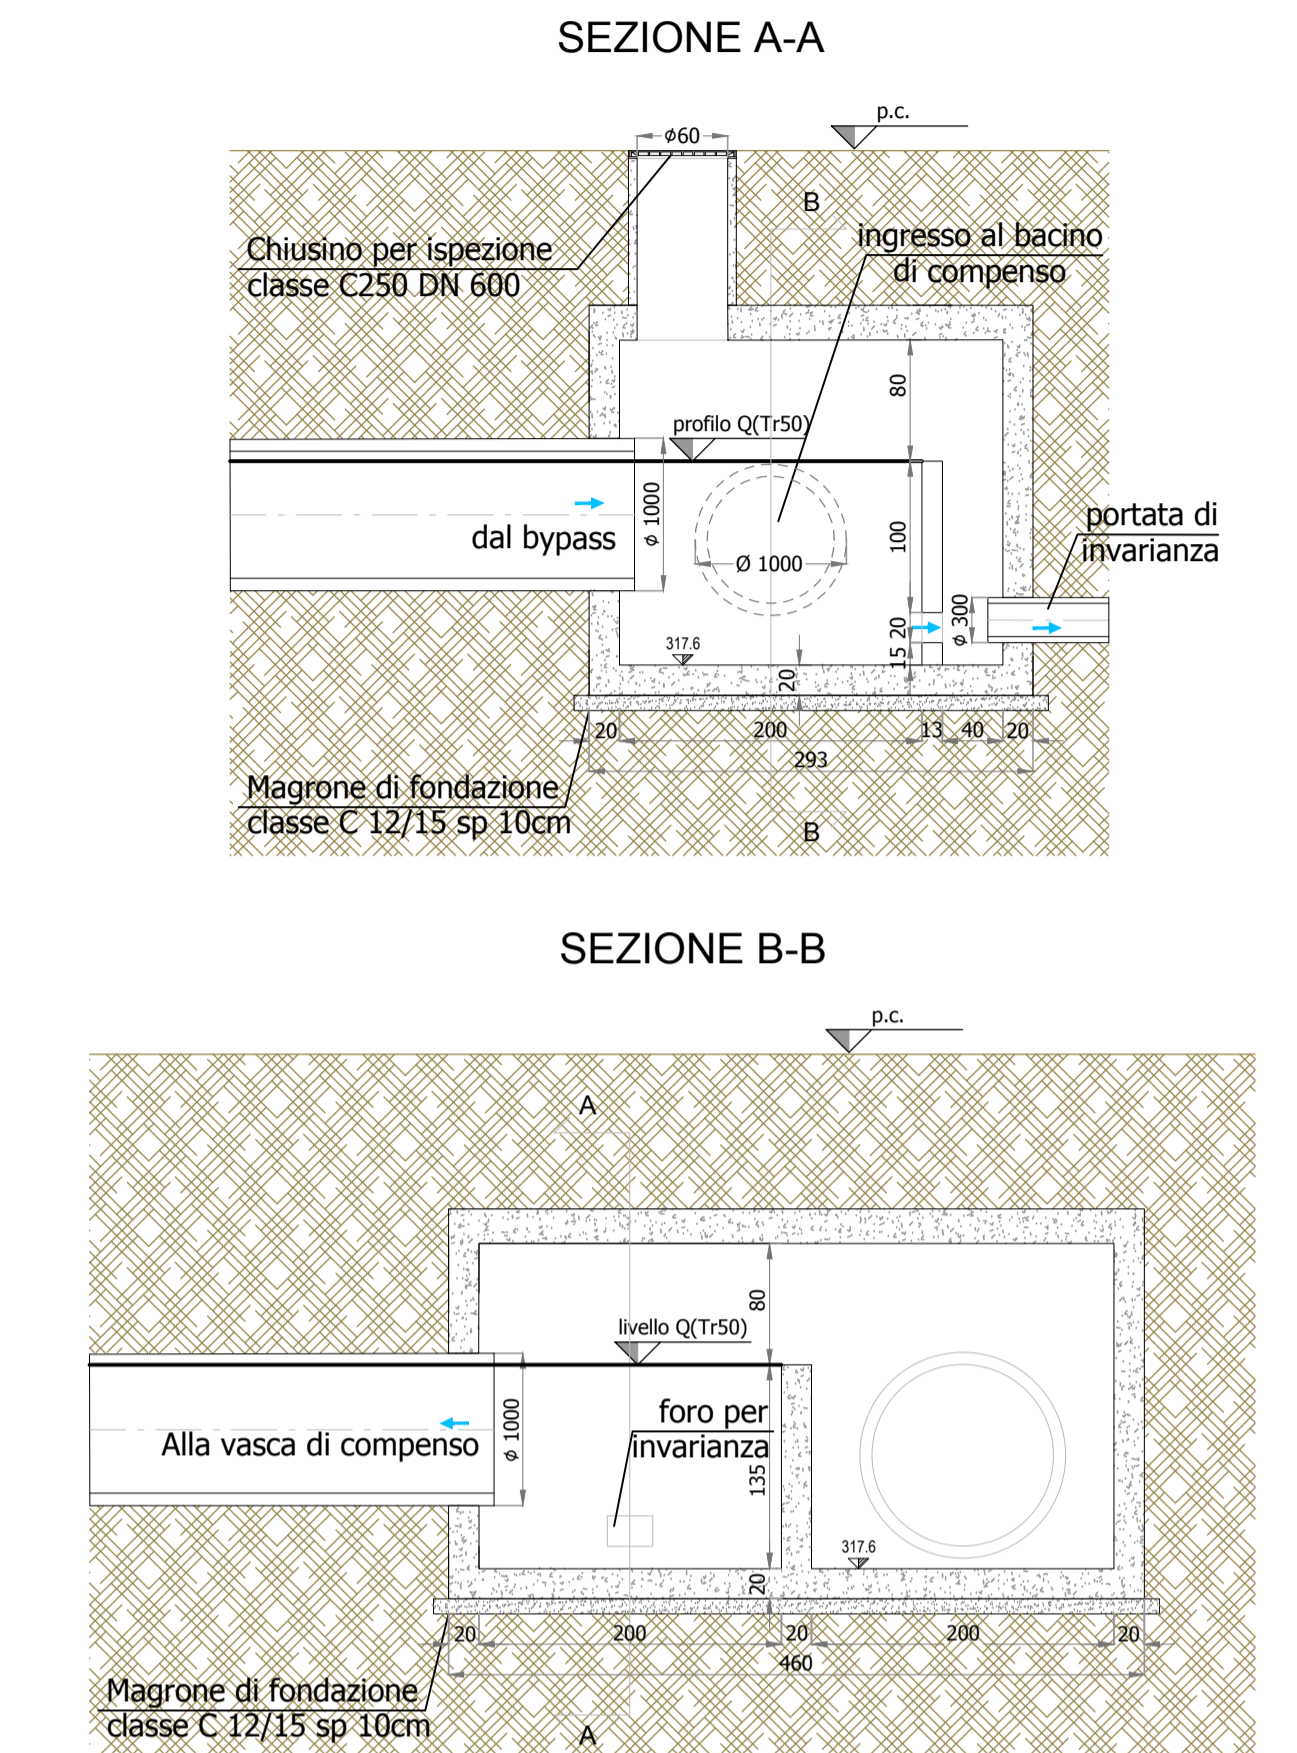 SEZIONE A-A
p.c.
ϕ60
B
Chiusino per ispezione
classe C250 DN 600
ingresso al bacino
di compenso
80
profilo Q(Tr50)
dal bypass
ϕ 1000
Ø 1000
100
portata di
invarianza
ϕ 300
20
15
317.6
20
20
200
13
40
20
293
Magrone di fondazione
classe C 12/15 sp 10cm
B
SEZIONE B-B
p.c.
A
80
livello Q(Tr50)
Alla vasca di compenso
ϕ 1000
foro per
invarianza
135
317.6
20
20
200
20
200
20
460
Magrone di fondazione
classe C 12/15 sp 10cm
A